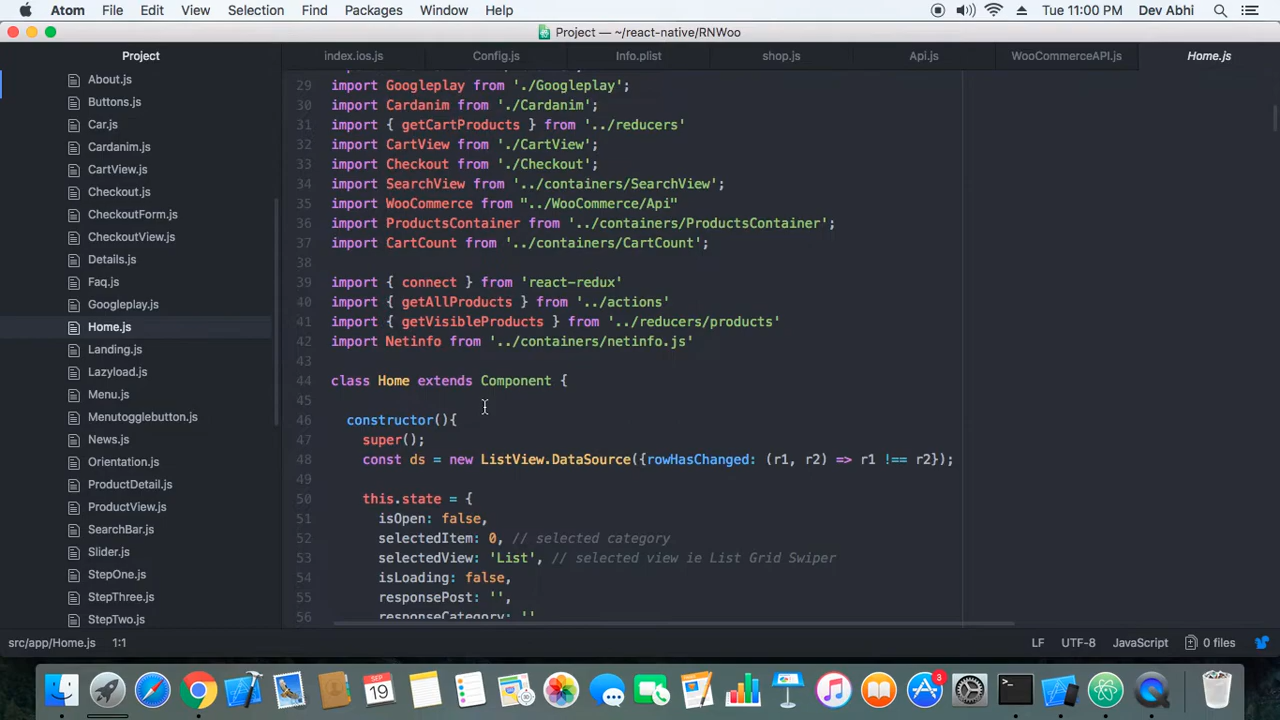 Atom File Edit View Selection Find Packages Window Help Tue 11:00 PM Dev Abhi
Project — ~/react-native/RNWoo
Project index.ios.js Config.js Info.plist shop.js Api.js WooCommerceAPI.js Home.js
About.js
Buttons.js
Car.js
Cardanim.js
CartView.js
Checkout.js
CheckoutForm.js
CheckoutView.js
Details.js
Faq.js
Googleplay.js
Home.js
Landing.js
Lazyload.js
Menu.js
Menutogglebutton.js
News.js
Orientation.js
ProductDetail.js
ProductView.js
SearchBar.js
Slider.js
StepOne.js
StepThree.js
StepTwo.js
29 import Googleplay from './Googleplay';
30 import Cardanim from './Cardanim';
31 import { getCartProducts } from '../reducers'
32 import CartView from './CartView';
33 import Checkout from './Checkout';
34 import SearchView from '../containers/SearchView';
35 import WooCommerce from "../WooCommerce/Api"
36 import ProductsContainer from '../containers/ProductsContainer';
37 import CartCount from '../containers/CartCount';
38
39 import { connect } from 'react-redux'
40 import { getAllProducts } from '../actions'
41 import { getVisibleProducts } from '../reducers/products'
42 import Netinfo from '../containers/netinfo.js'
43
44 class Home extends Component {
45
46 constructor(){
47 super();
48 const ds = new ListView.DataSource({rowHasChanged: (r1, r2) => r1 !== r2});
49
50 this.state = {
51 isOpen: false,
52 selectedItem: 0, // selected category
53 selectedView: 'List', // selected view ie List Grid Swiper
54 isLoading: false,
55 responsePost: '',
56 responseCategory: ''
src/app/Home.js 1:1 LF UTF-8 JavaScript 0 files
SEP
19
3